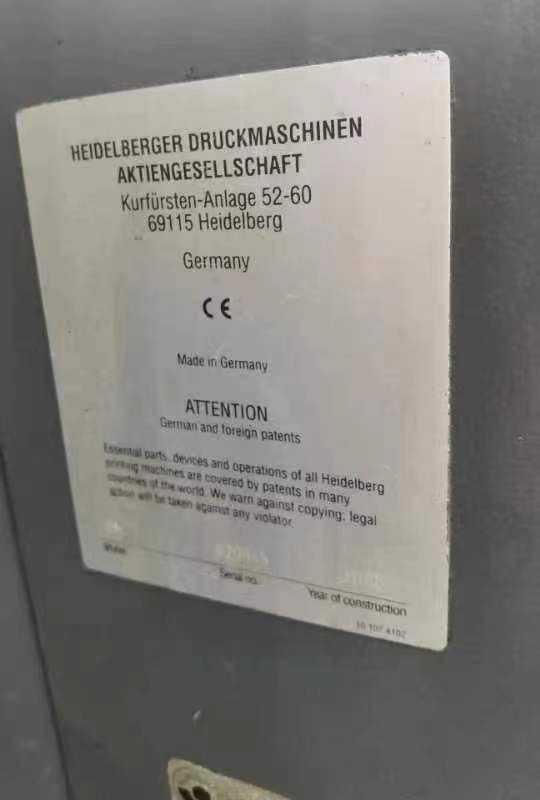 HEIDELBERGER DRUCKMASCHINEN
AKTIENGESELLSCHAFT
Kurfürsten-Anlage 52-60
69115 Heidelberg
Germany
CE
Made in Germany
ATTENTION
German and foreign patents
Essential parts, devices and operations of all Heidelberg
printing machines are covered by patents in many
countries of the world. We warn against copying; legal
action will be taken against any violator
Model Serial no. Year of construction